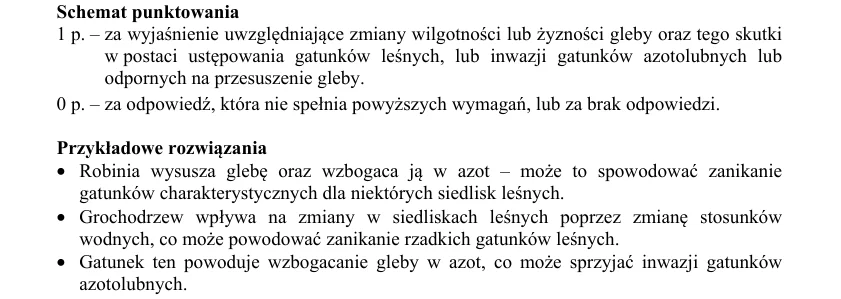 Schemat punktowania
1 p. – za wyjaśnienie uwzględniające zmiany wilgotności lub żyzności gleby oraz tego skutki
w postaci ustępowania gatunków leśnych, lub inwazji gatunków azotolubnych lub
odpornych na przesuszenie gleby.
0 p. – za odpowiedź, która nie spełnia powyższych wymagań, lub za brak odpowiedzi.
Przykładowe rozwiązania
• Robinia wysusza glebę oraz wzbogaca ją w azot – może to spowodować zanikanie
gatunków charakterystycznych dla niektórych siedlisk leśnych.
• Grochodrzew wpływa na zmiany w siedliskach leśnych poprzez zmianę stosunków
wodnych, co może powodować zanikanie rzadkich gatunków leśnych.
• Gatunek ten powoduje wzbogacanie gleby w azot, co może sprzyjać inwazji gatunków
azotolubnych.